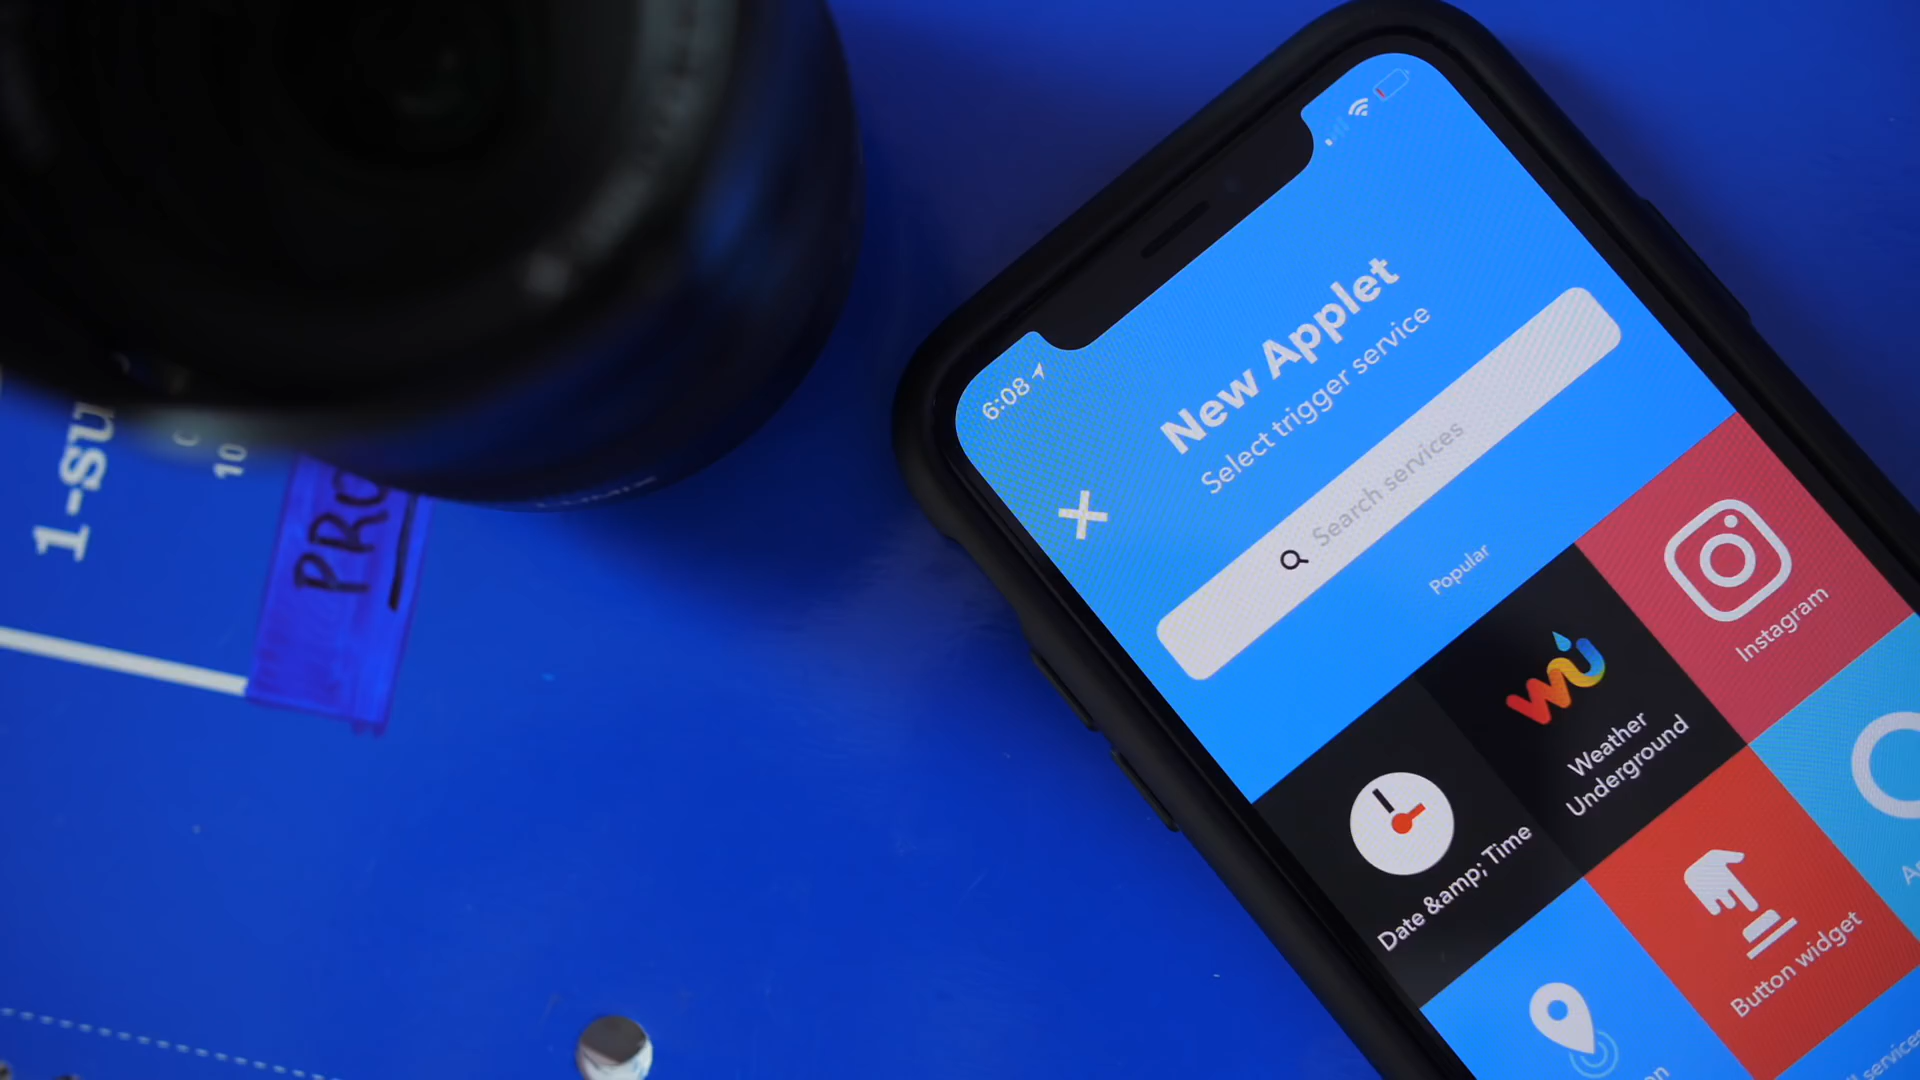 6:08
New Applet
Select trigger service
Search services
Popular
Date &amp; Time
Weather
Underground
Instagram
Button widget
1-su
10
PRO